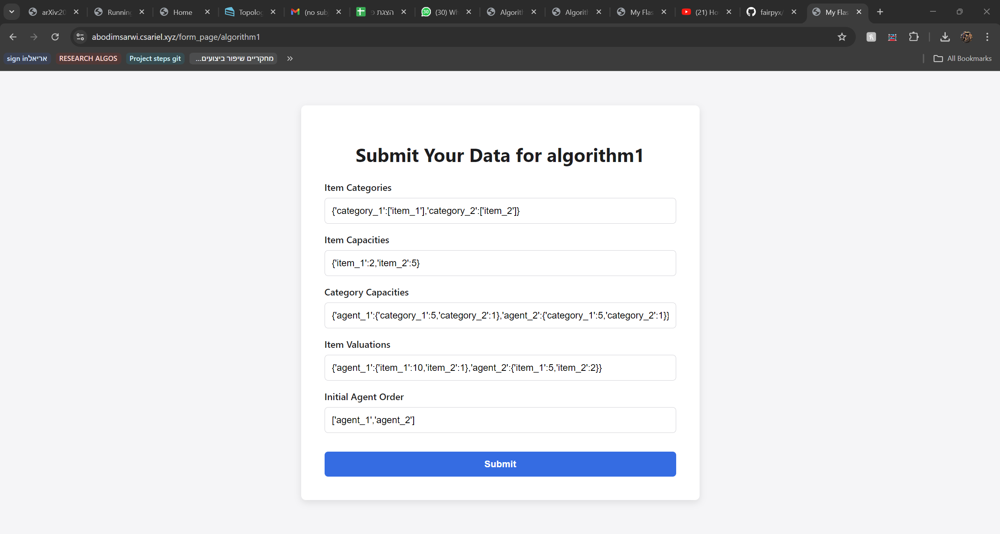 arXiv:20
Running
Home
Topolog
(no subj
הצגת פ
(30) Wh
Algorith
Algorith
My Flas
(21) Ho
fairpyx/
My Flas
abodimsarwi.csariel.xyz/form_page/algorithm1
sign inאריאל
RESEARCH ALGOS
Project steps git
מחקריים שיפור ביצועים...
All Bookmarks
Submit Your Data for algorithm1
Item Categories
{'category_1':['item_1'],'category_2':['item_2']}
Item Capacities
{'item_1':2,'item_2':5}
Category Capacities
{'agent_1':{'category_1':5,'category_2':1},'agent_2':{'category_1':5,'category_2':1}}
Item Valuations
{'agent_1':{'item_1':10,'item_2':1},'agent_2':{'item_1':5,'item_2':2}}
Initial Agent Order
['agent_1','agent_2']
Submit